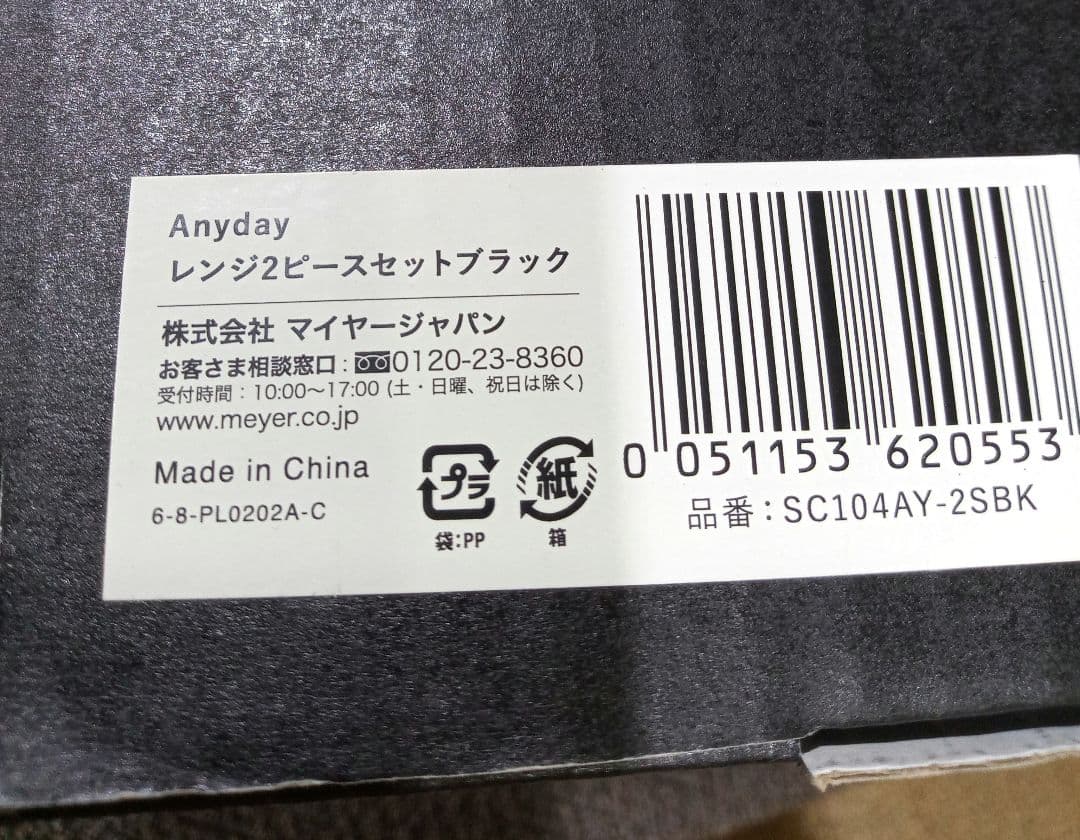 Anyday
レンジ2ピースセットブラック
株式会社 マイヤージャパン
お客さま相談窓口:0120-23-8360
受付時間:10:00〜17:00 (土・日曜、祝日は除く)
www.meyer.co.jp
Made in China
6-8-PL0202A-C
プラ
袋:PP
紙
箱
0 051153 620553
品番:SC104AY-2SBK